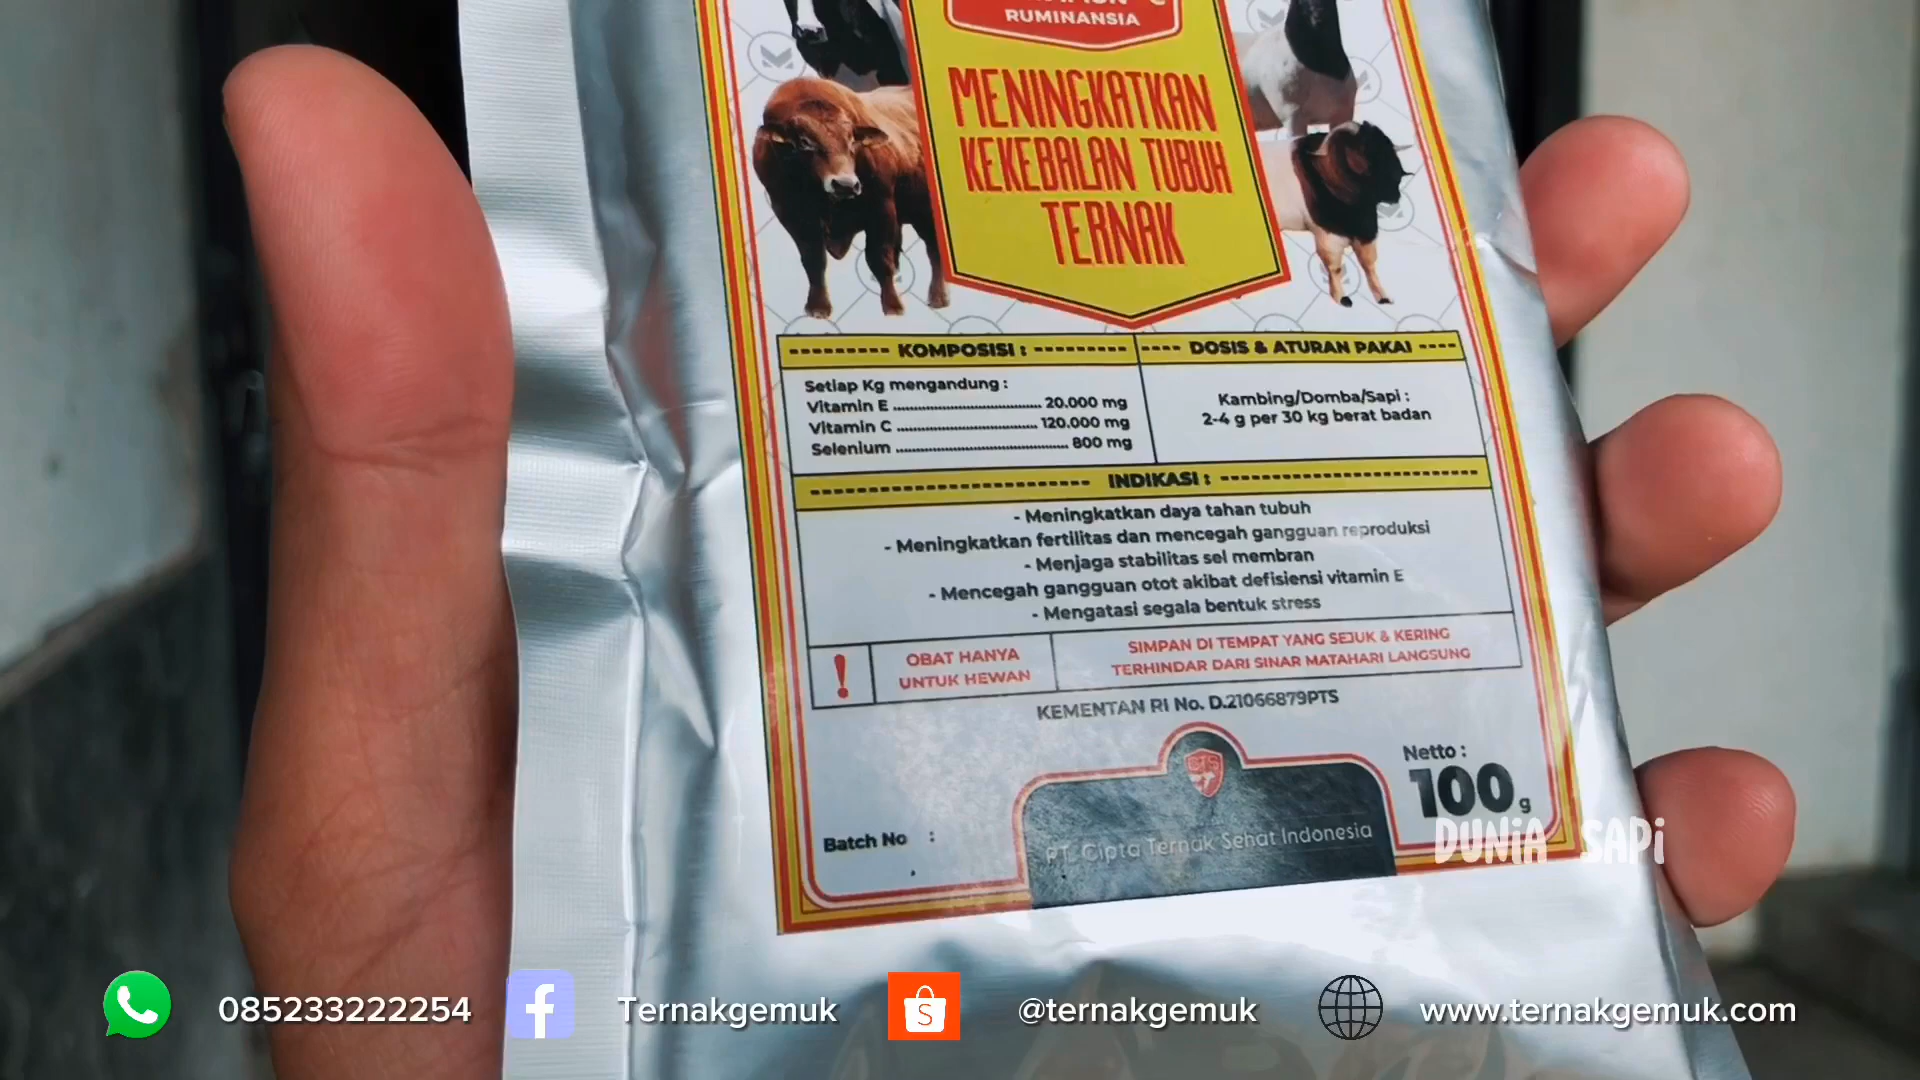 RUMINANSIA
MENINGKATKAN
KEKEBALAN TUBUH
TERNAK
KOMPOSISI :
Setiap Kg mengandung :
Vitamin E ........................................ 20.000 mg
Vitamin C ...................................... 120.000 mg
Selenium ............................................... 800 mg
DOSIS & ATURAN PAKAI
Kambing/Domba/Sapi :
2-4 g per 30 kg berat badan
INDIKASI :
- Meningkatkan daya tahan tubuh
- Meningkatkan fertilitas dan mencegah gangguan reproduksi
- Menjaga stabilitas sel membran
- Mencegah gangguan otot akibat defisiensi vitamin E
- Mengatasi segala bentuk stress
!
OBAT HANYA
UNTUK HEWAN
SIMPAN DI TEMPAT YANG SEJUK & KERING
TERHINDAR DARI SINAR MATAHARI LANGSUNG
KEMENTAN RI No. D.21066879PTS
Netto :
100 g
Batch No :
PT. Cipta Ternak Sehat Indonesia
DUNIA SAPI
085233222254
Ternakgemuk
@ternakgemuk
www.ternakgemuk.com